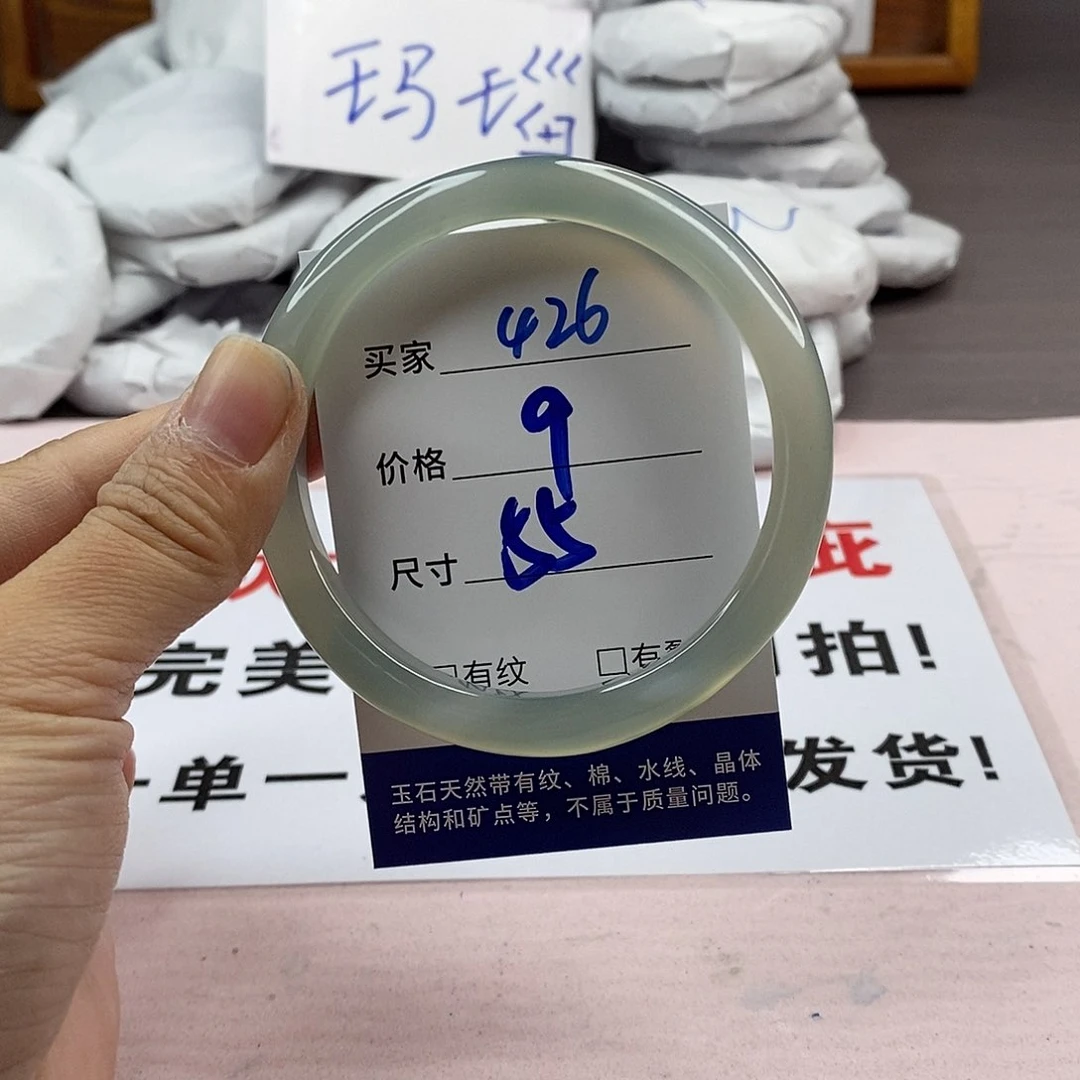 玛瑙
买家 426
价格 9
尺寸 55
□有纹 □有
疵
完美 拍!
单一 发货!
玉石天然带有纹、棉、水线、晶体
结构和矿点等，不属于质量问题。